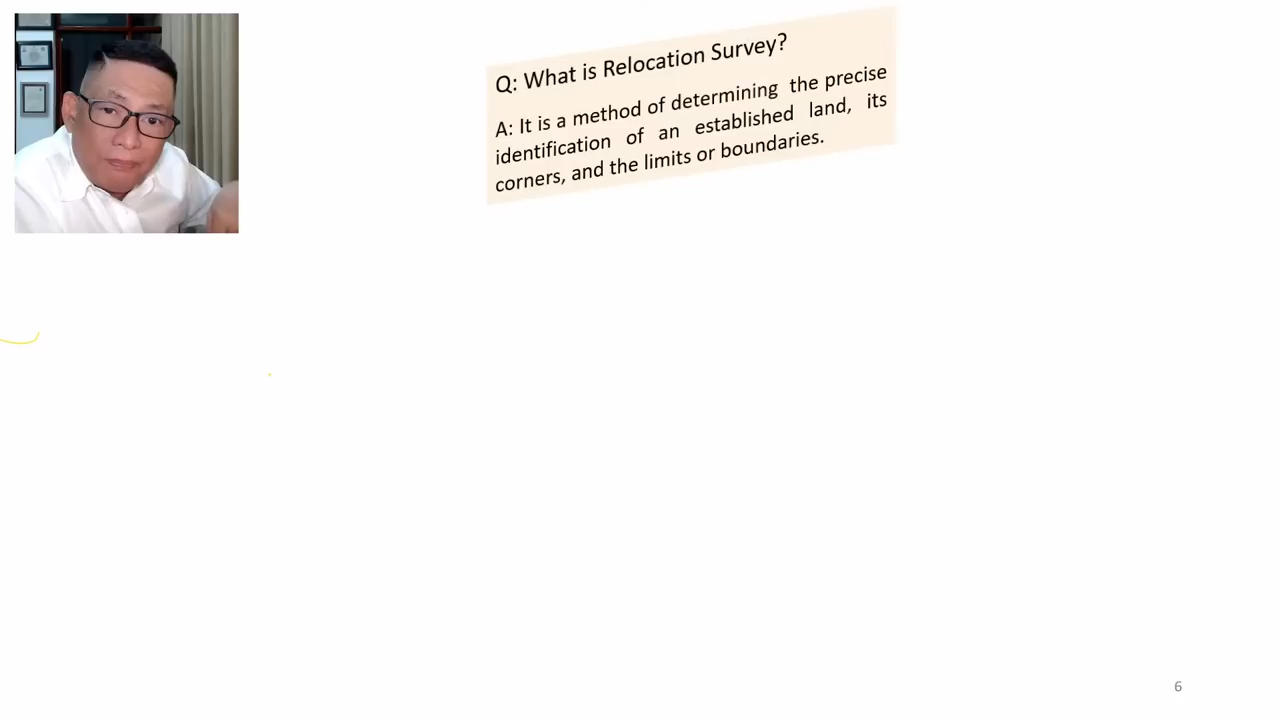 Q: What is Relocation Survey?
A: It is a method of determining the precise
identification of an established land, its
corners, and the limits or boundaries.
6